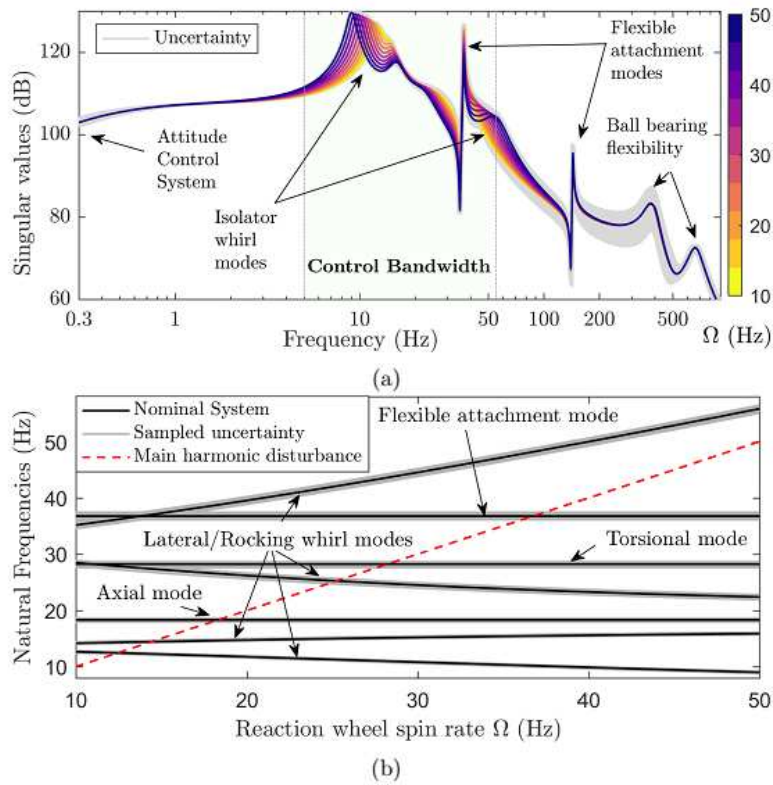 130
120
100
80
60
Singular values (dB)
Uncertainty
Attitude
Control
System
Isolator
whirl
modes
Control Bandwidth
Flexible
attachment
modes
Ball bearing
flexibility
0.3
1
5
10
50
100
200
500
Frequency (Hz)
50
40
30
20
10
Ω (Hz)
(a)
Nominal System
Sampled uncertainty
Main harmonic disturbance
Flexible attachment mode
Lateral/Rocking whirl modes
Torsional mode
Axial mode
50
40
30
20
10
Natural Frequencies (Hz)
10
20
30
40
50
Reaction wheel spin rate Ω (Hz)
(b)